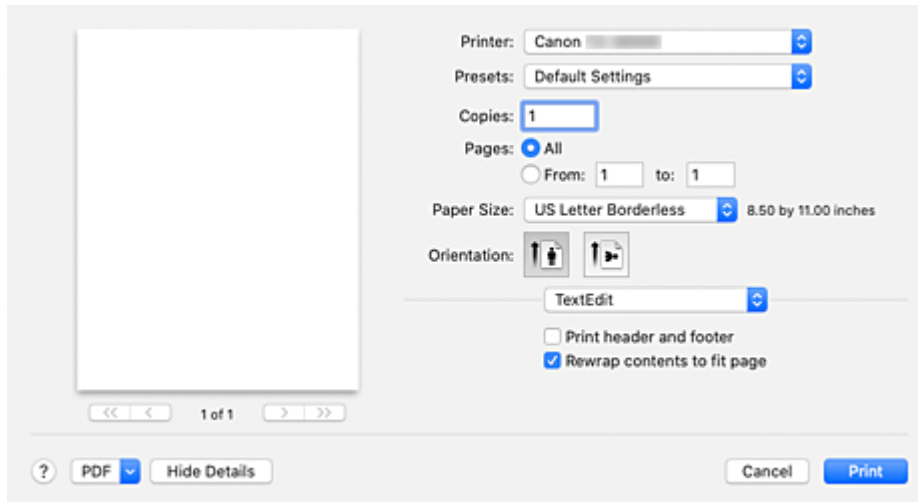 Printer: Canon
Presets: Default Settings
Copies: 1
Pages: All
From: 1 to: 1
Paper Size: US Letter Borderless 8.50 by 11.00 inches
Orientation:
TextEdit
Print header and footer
Rewrap contents to fit page
1 of 1
? PDF Hide Details Cancel Print